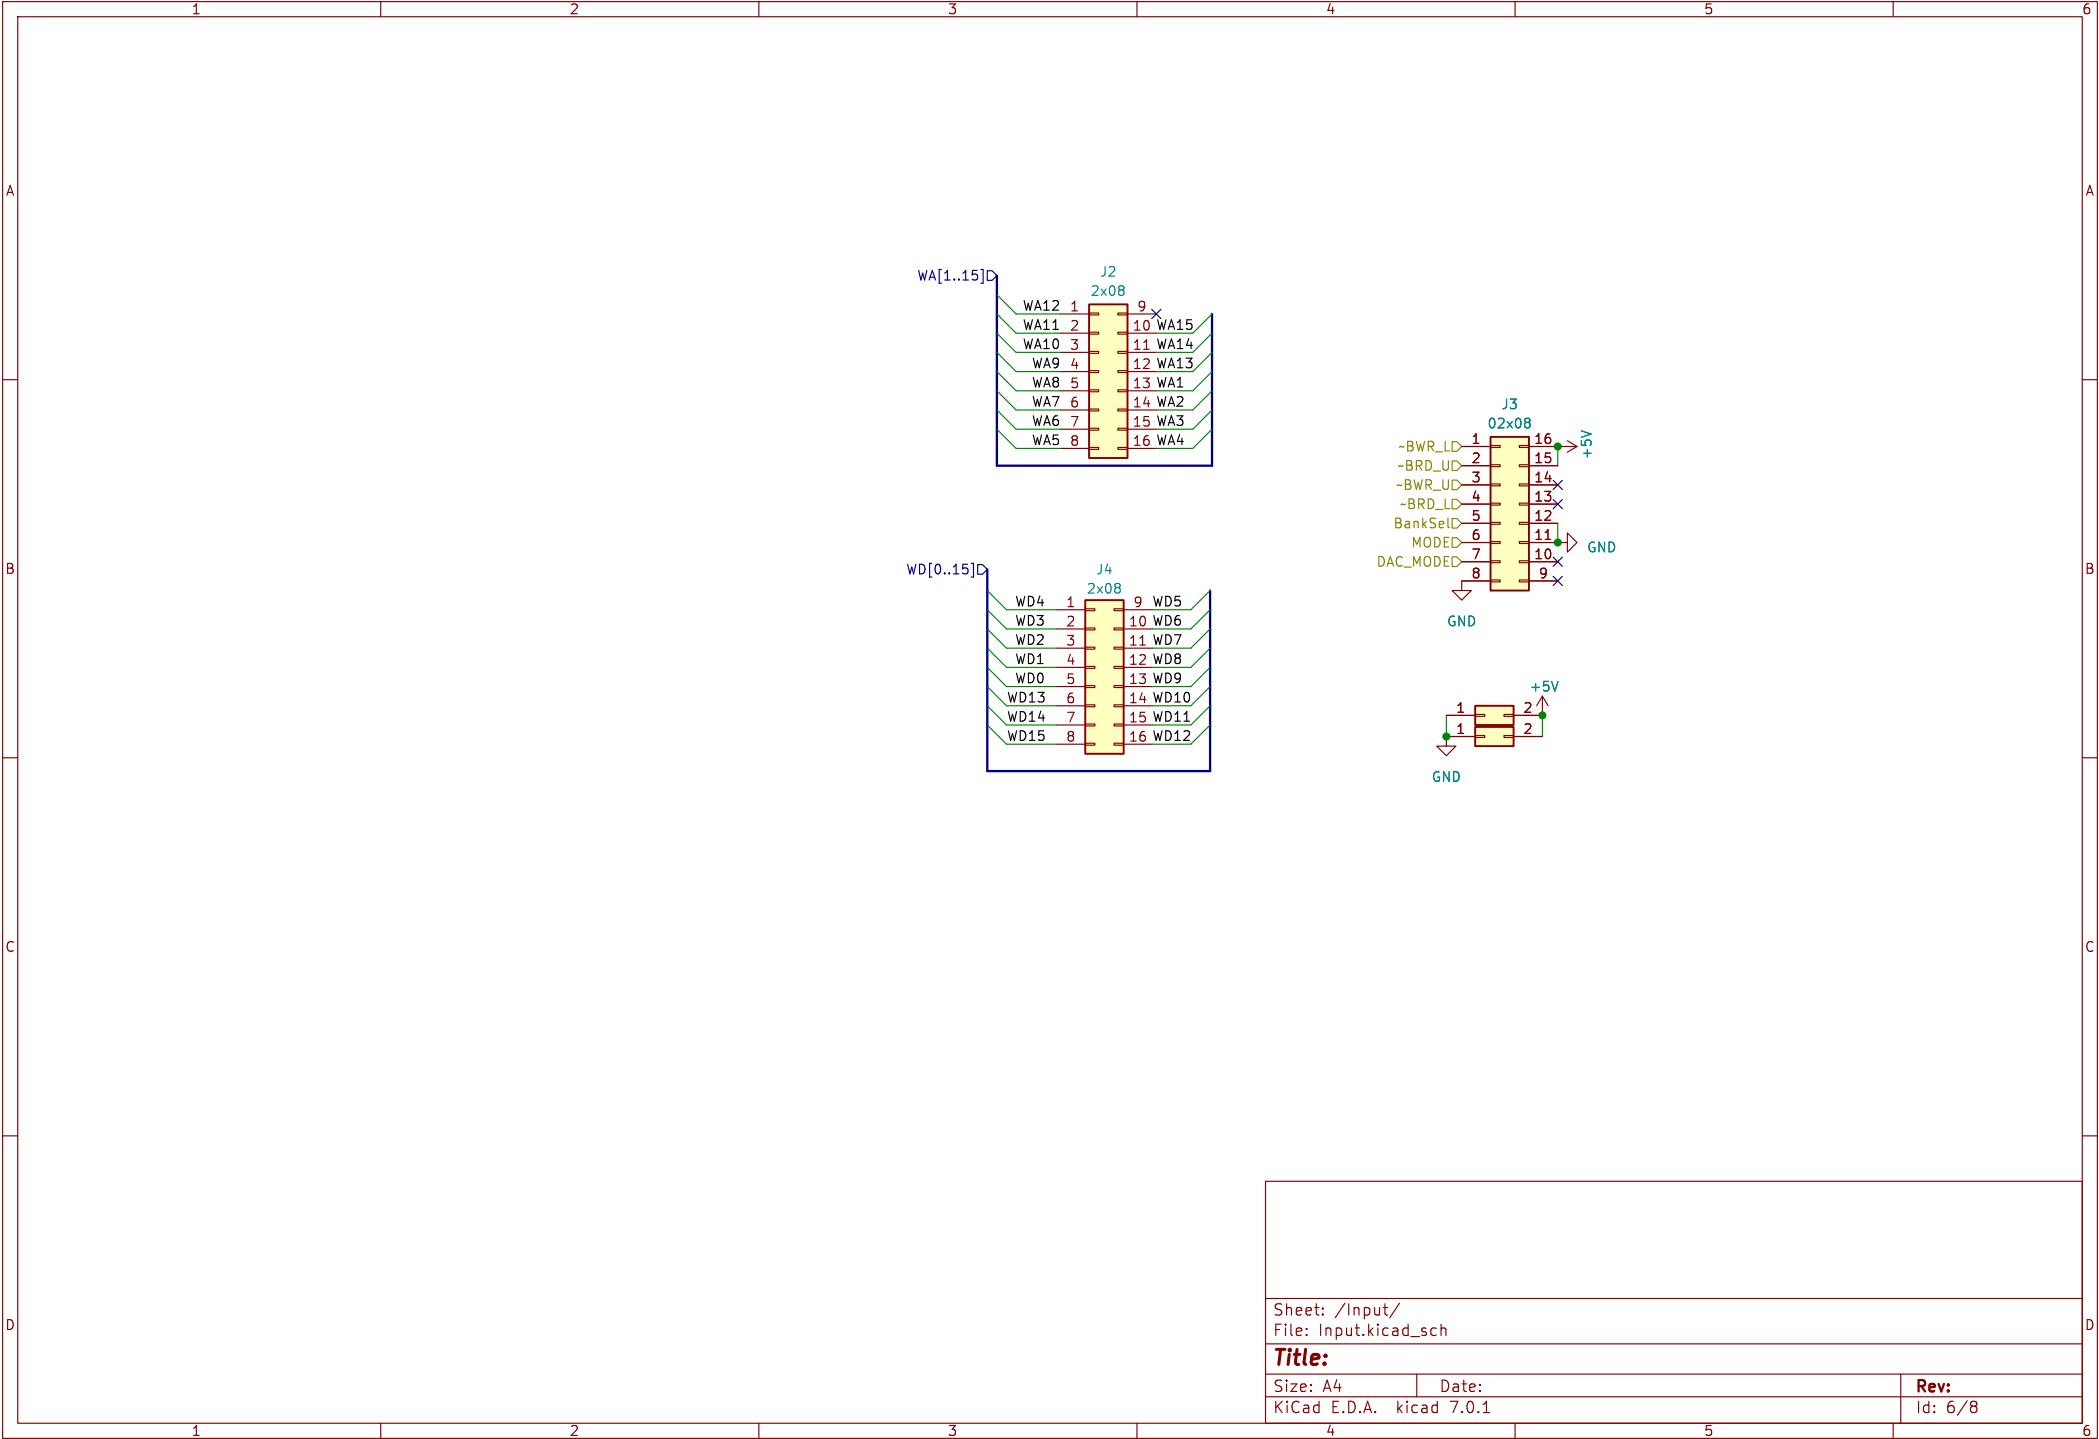 1 2 3 4 5 6
A A
J2
WA[1..15]
2x08
WA12 1 9
WA11 2 10 WA15
WA10 3 11 WA14
WA9 4 12 WA13
WA8 5 13 WA1
WA7 6 14 WA2
WA6 7 15 WA3
WA5 8 16 WA4
J3
02x08
~BWR_L 1 16 +5V
~BRD_U 2 15
~BWR_U 3 14
~BRD_L 4 13
BankSel 5 12
MODE 6 11 GND
DAC_MODE 7 10
8 9
GND
B B
WD[0..15]
J4
2x08
WD4 1 9 WD5
WD3 2 10 WD6
WD2 3 11 WD7
WD1 4 12 WD8
WD0 5 13 WD9
WD13 6 14 WD10
WD14 7 15 WD11
WD15 8 16 WD12
+5V
1 2
1 2
GND
C C
D D
Sheet: /Input/
File: Input.kicad_sch
Title:
Size: A4 Date: Rev:
KiCad E.D.A. kicad 7.0.1 Id: 6/8
1 2 3 4 5 6